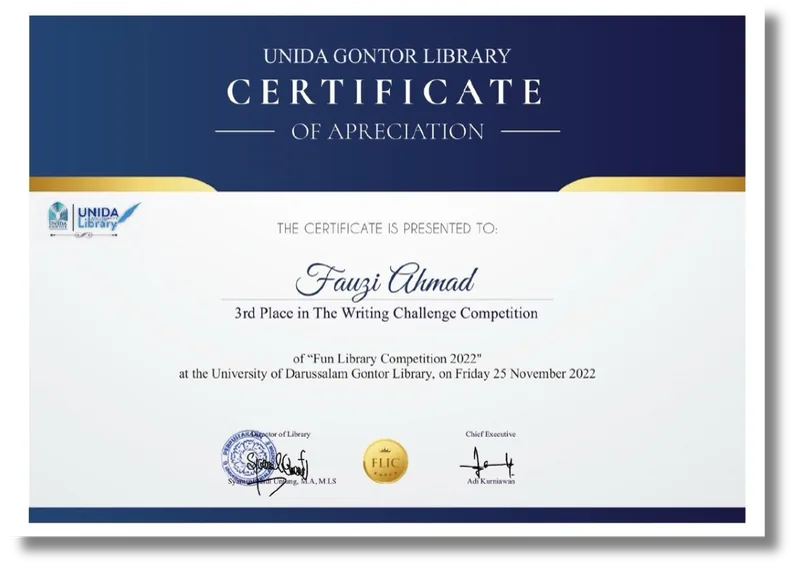 UNIDA GONTOR LIBRARY
CERTIFICATE
OF APRECIATION
UNIDA
Library
THE CERTIFICATE IS PRESENTED TO:
Fauzi Ahmad
3rd Place in The Writing Challenge Competition
of “Fun Library Competition 2022"
at the University of Darussalam Gontor Library, on Friday 25 November 2022
Director of Library
Chief Executive
FLIC
M.A, M.I.S
Adi Kurniawan